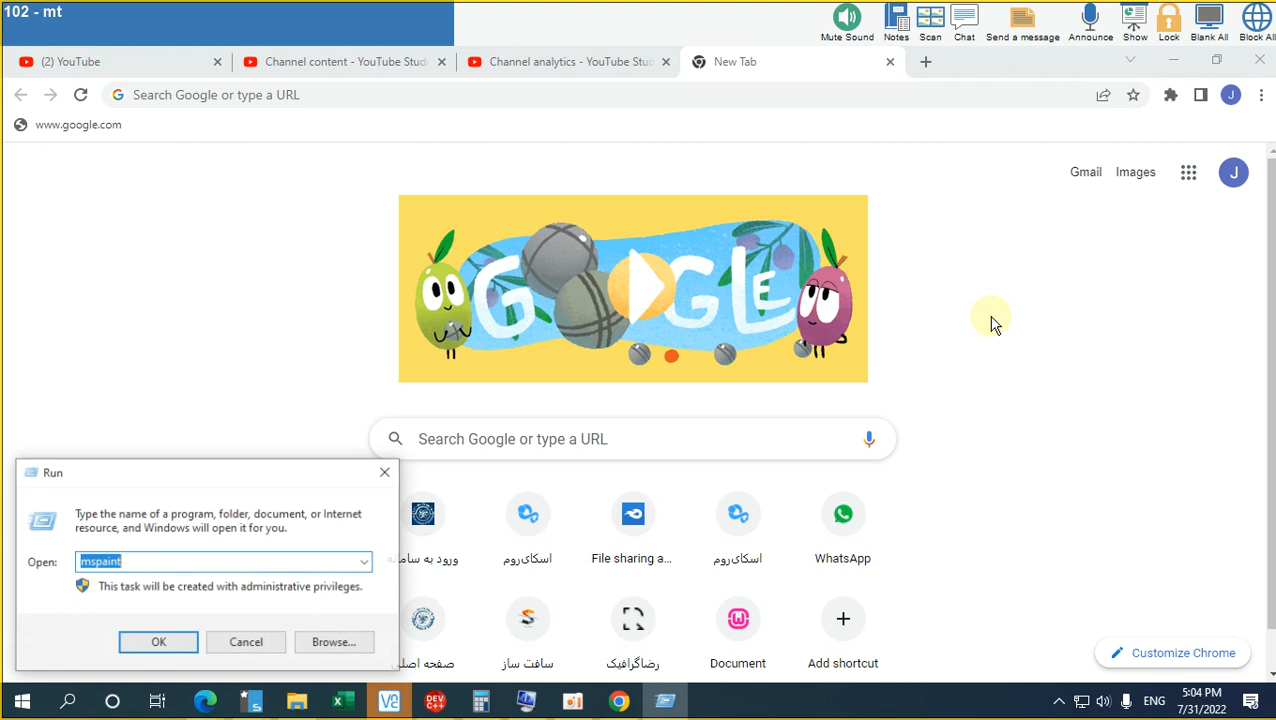 102 - mt
Mute Sound
Notes
Scan
Chat
Send a message
Announce
Show
Lock
Blank All
Block All
(2) YouTube
Channel content - YouTube Studi
Channel analytics - YouTube Stud
New Tab
Search Google or type a URL
J
www.google.com
Gmail
Images
J
GOOGLE
Search Google or type a URL
Run
Type the name of a program, folder, document, or Internet
resource, and Windows will open it for you.
Open:
mspaint
This task will be created with administrative privileges.
OK
Cancel
Browse...
ورود به سامانه
اسکای‌روم
File sharing a...
اسکای‌روم
WhatsApp
صفحه اصلی
سافت ساز
رضاگرافیک
Document
Add shortcut
Customize Chrome
DEV C++
ENG
5:04 PM
7/31/2022